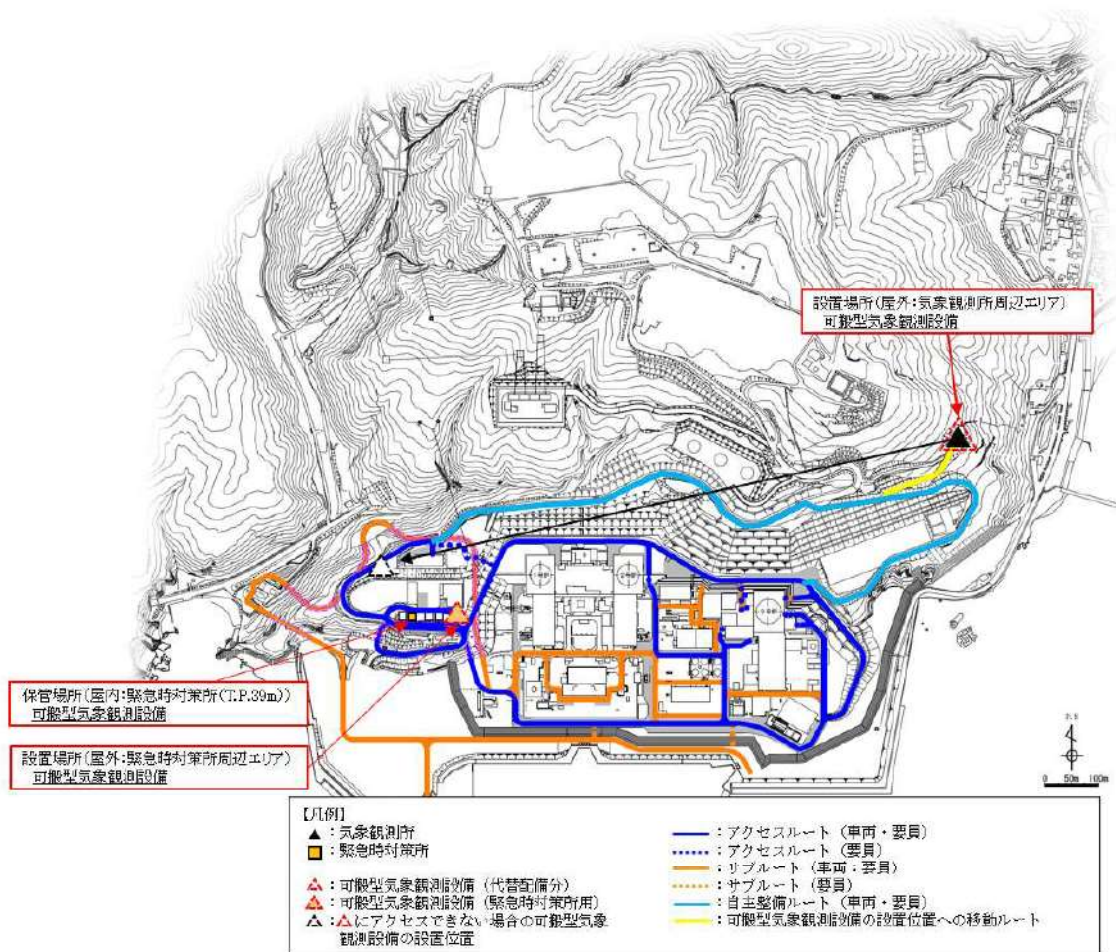 設置場所(屋外:気象観測所周辺エリア)
可搬型気象観測設備
保管場所(屋内:緊急時対策所(T.P.39m))
可搬型気象観測設備
設置場所(屋外:緊急時対策所周辺エリア)
可搬型気象観測設備
0 50m 100m
【凡例】
▲:気象観測所
:緊急時対策所
:可搬型気象観測設備(代替配備分)
:可搬型気象観測設備(緊急時対策所用)
:△にアクセスできない場合の可搬型気象
観測設備の設置位置
:アクセスルート(車両・要員)
:アクセスルート(要員)
:サブルート(車両・要員)
:サブルート(要員)
:自主整備ルート(車両・要員)
:可搬型気象観測設備の設置位置への移動ルート